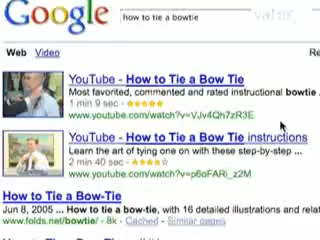 Google how to tie a bowtie
Web Video Re
YouTube - How to Tie a Bow Tie
Most favorited, commented and rated instructional bowtie
1 min 9 sec -
www.youtube.com/watch?v=VJv4Qh7zR3E
YouTube - How to Tie a Bow Tie instructions
Learn the art of tying one on with these step-by-step ...
2 min 40 sec -
www.youtube.com/watch?v=p6oFARi_z2M
How to Tie a Bow-Tie
Jun 8, 2005 ... How to tie a bow-tie, with 16 detailed illustrations and relat
www.folds.net/bowtie/ - 8k - Cached - Similar pages